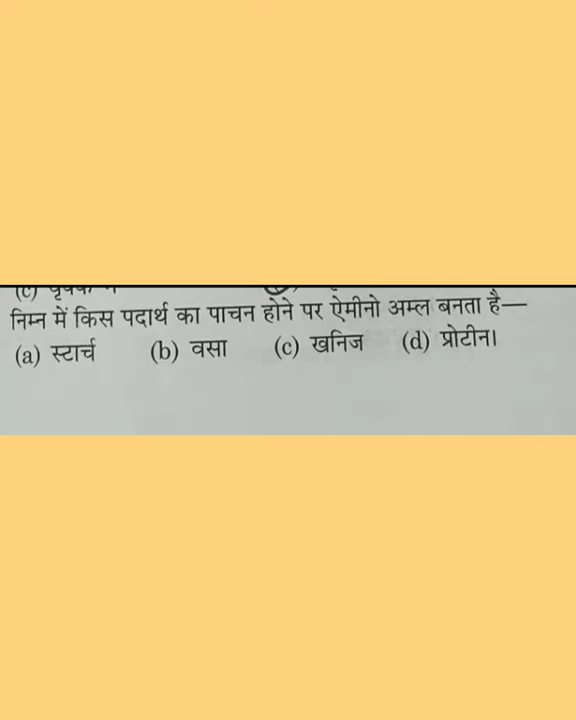 (c)
निम्न में किस पदार्थ का पाचन होने पर ऐमीनो अम्ल बनता है—
(a) स्टार्च (b) वसा (c) खनिज (d) प्रोटीन।